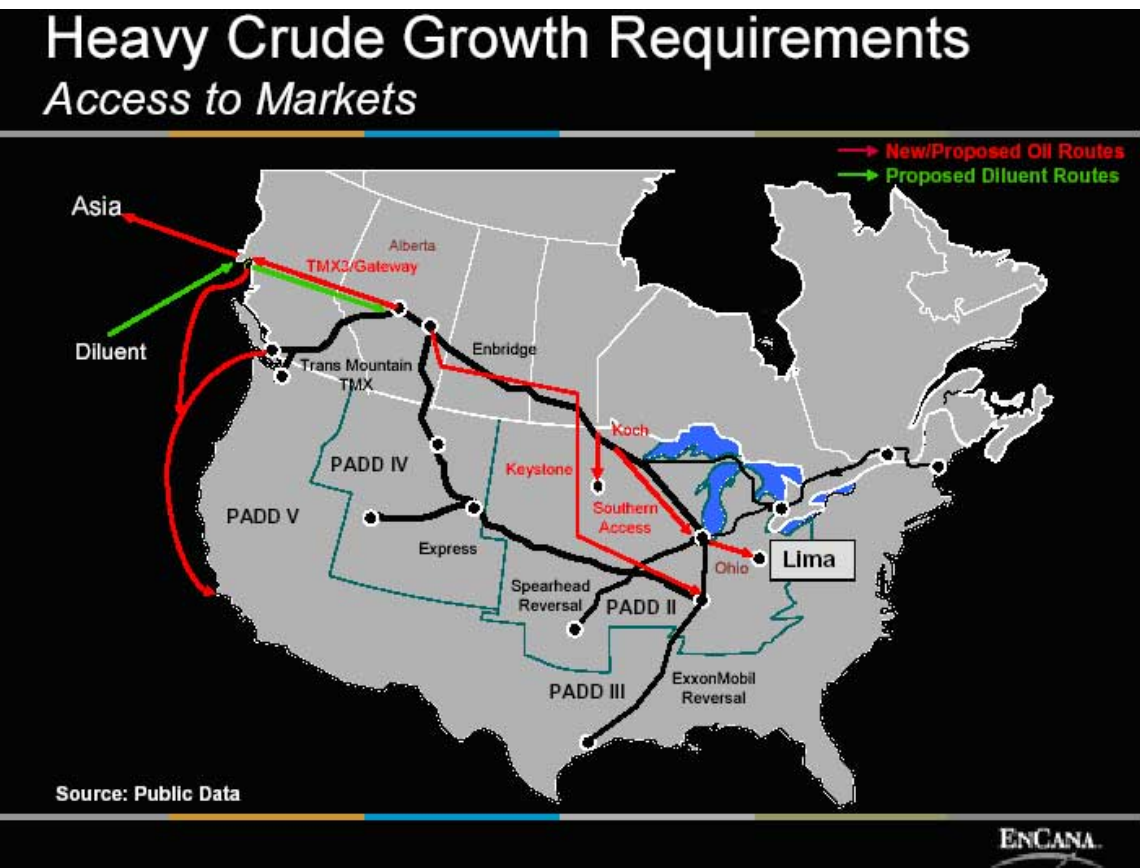 Heavy Crude Growth Requirements
Access to Markets
New/Proposed Oil Routes
Proposed Diluent Routes
Asia
Alberta
TMX3/Gateway
Diluent
Enbridge
Trans Mountain
TMX
Koch
PADD IV
Keystone
PADD V
Southern
Access
Express
Ohio
Lima
Spearhead
Reversal
PADD II
PADD III
ExxonMobil
Reversal
Source: Public Data
ENCANA